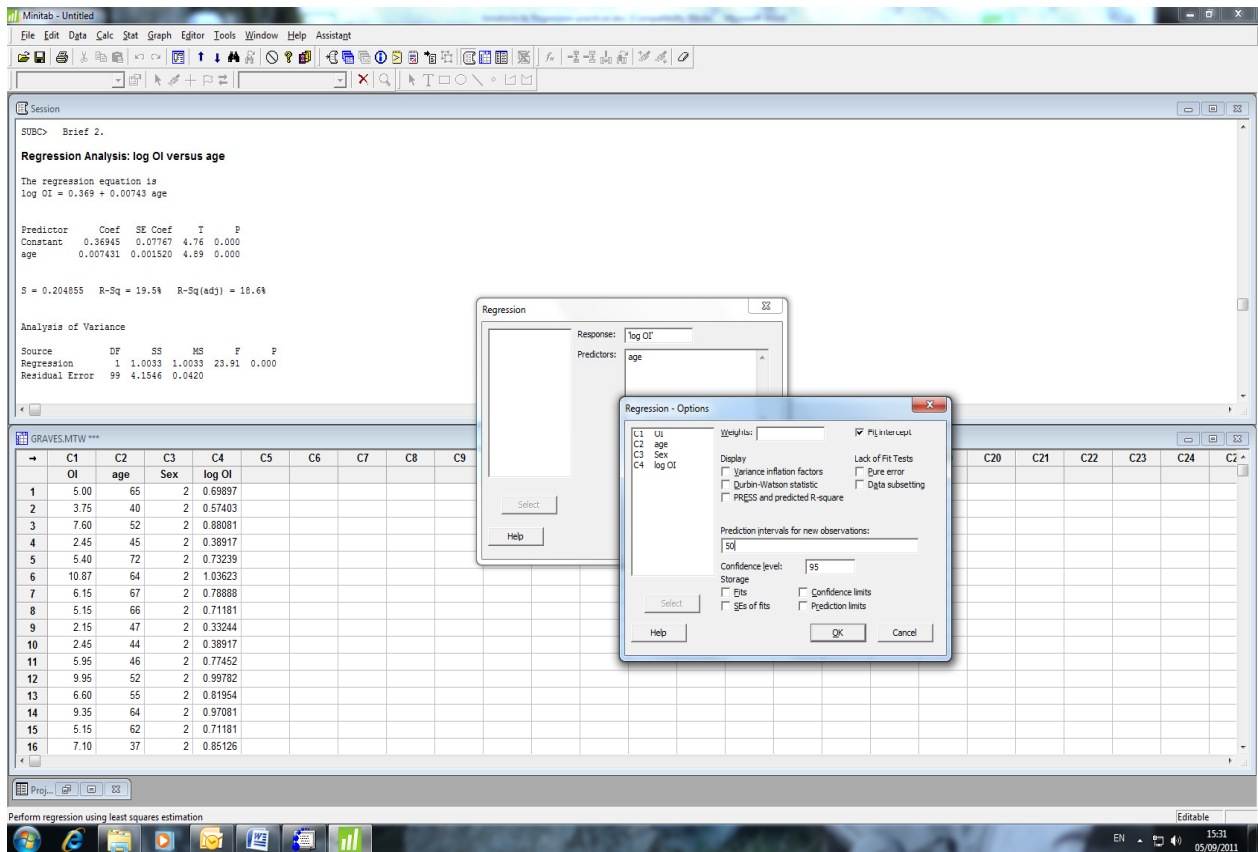 Minitab - Untitled
File Edit Data Calc Stat Graph Editor Tools Window Help Assistant
Session
SUBC> Brief 2.
Regression Analysis: log OI versus age
The regression equation is
log OI = 0.369 + 0.00743 age
Predictor Coef SE Coef T P
Constant 0.36945 0.07767 4.76 0.000
age 0.007431 0.001520 4.89 0.000
S = 0.204855 R-Sq = 19.5% R-Sq(adj) = 18.6%
Analysis of Variance
Source DF SS MS F P
Regression 1 1.0033 1.0033 23.91 0.000
Residual Error 99 4.1546 0.0420
Regression
Response: 'log OI'
Predictors: age
Select
Help
Regression - Options
C1 OI
C2 age
C3 Sex
C4 log OI
Weights:
Fit intercept
Display
Variance inflation factors
Durbin-Watson statistic
PRESS and predicted R-square
Lack of Fit Tests
Pure error
Data subsetting
Prediction intervals for new observations:
50
Confidence level: 95
Storage
Fits
Confidence limits
SEs of fits
Prediction limits
Select
Help
OK
Cancel
GRAVES.MTW ***
C1 C2 C3 C4 C5 C6 C7 C8 C9 C20 C21 C22 C23 C24
OI age Sex log OI
1 5.00 65 2 0.69897
2 3.75 40 2 0.57403
3 7.60 52 2 0.88081
4 2.45 45 2 0.38917
5 5.40 72 2 0.73239
6 10.87 64 2 1.03623
7 6.15 67 2 0.78888
8 5.15 66 2 0.71181
9 2.15 47 2 0.33244
10 2.45 44 2 0.38917
11 5.95 46 2 0.77452
12 9.95 52 2 0.99782
13 6.60 55 2 0.81954
14 9.35 64 2 0.97081
15 5.15 62 2 0.71181
16 7.10 37 2 0.85126
Proj...
Perform regression using least squares estimation
Editable
EN
15:31
05/09/2011